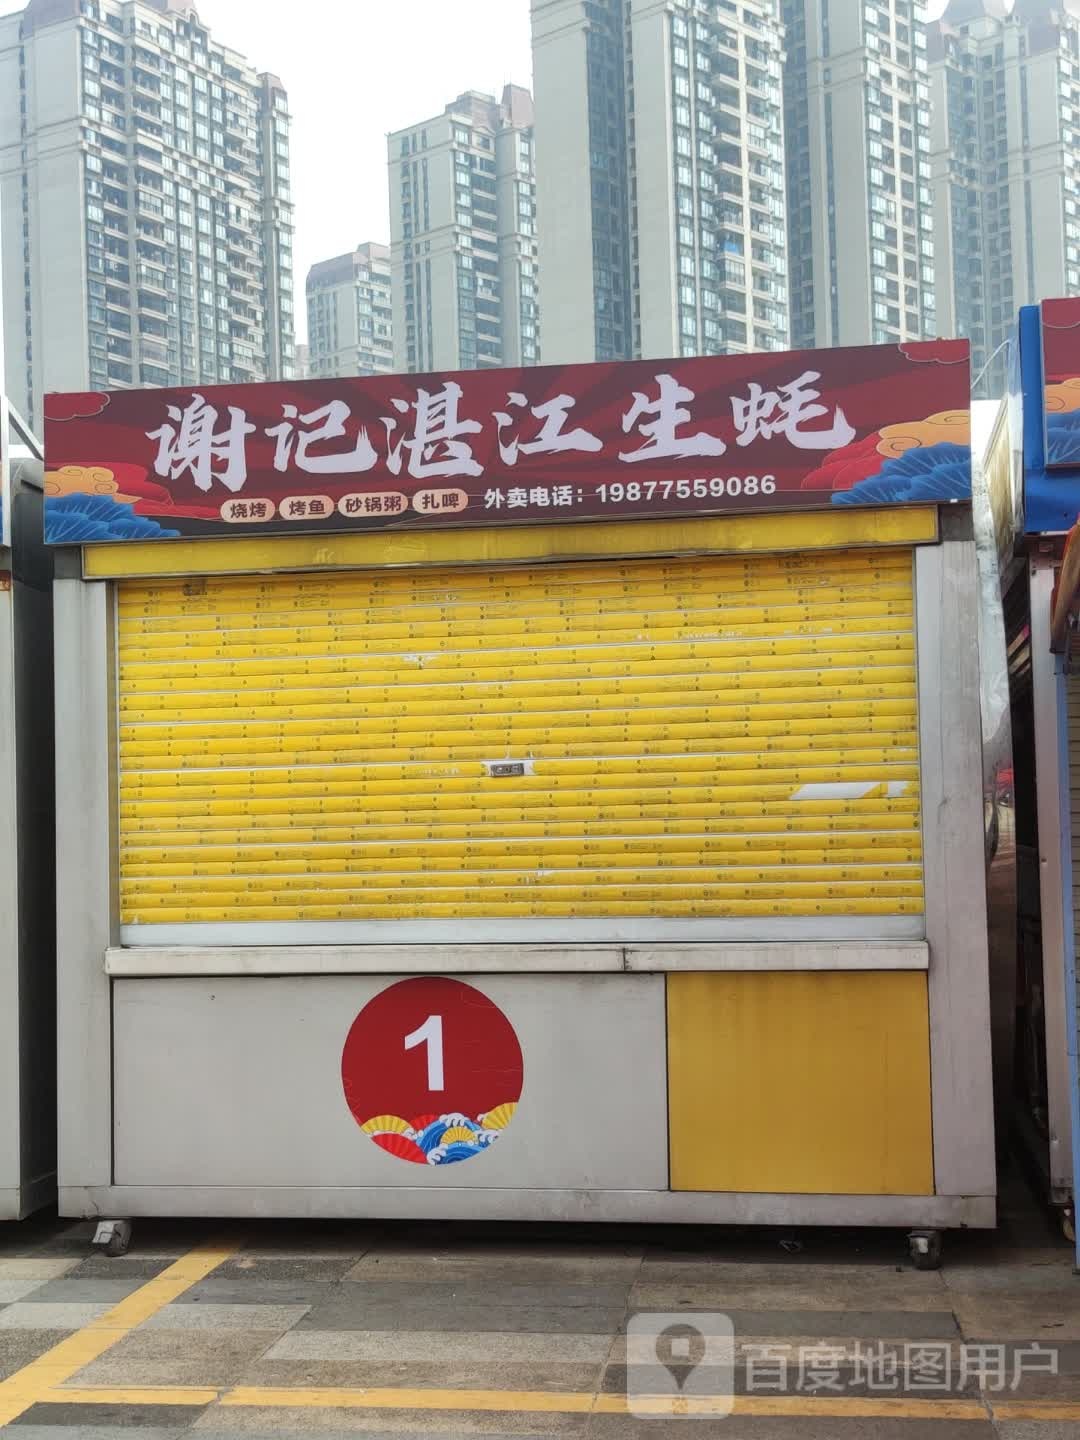 谢记湛江生蚝
烧烤 烤鱼 砂锅粥 扎啤 外卖电话：19877559086
1
百度地图用户